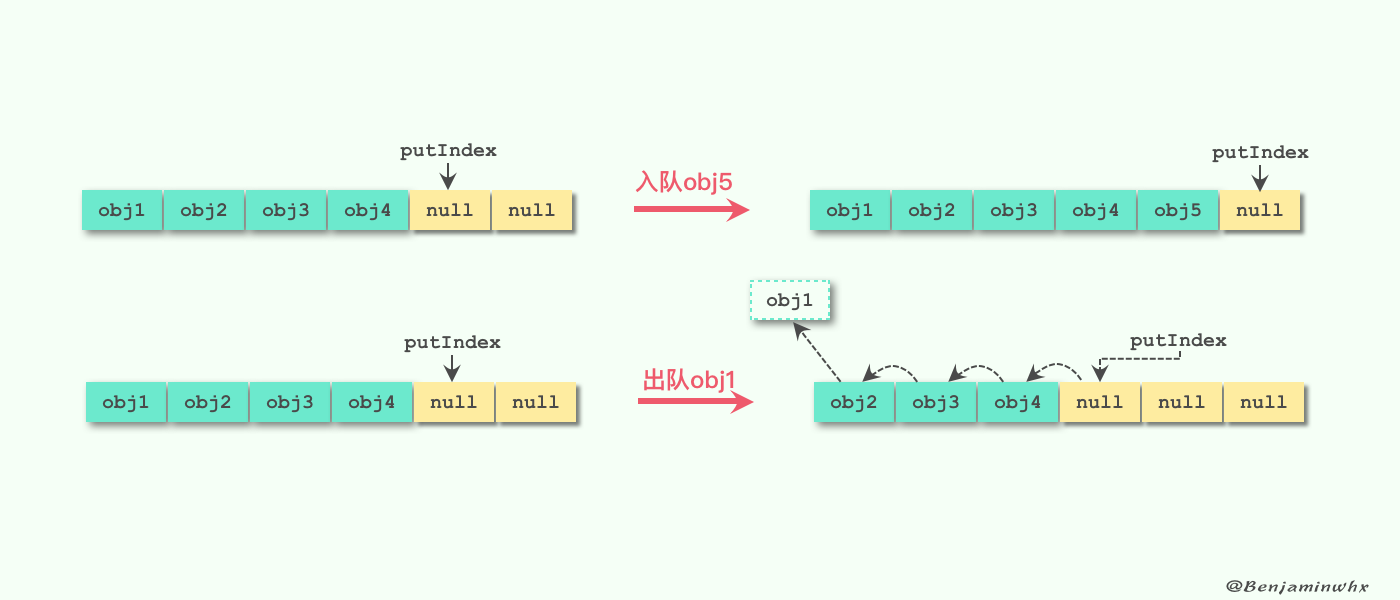 putIndex putIndex
入队obj5
obj1 obj2 obj3 obj4 null null obj1 obj2 obj3 obj4 obj5 null
obj1
putIndex putIndex
出队obj1
obj1 obj2 obj3 obj4 null null obj2 obj3 obj4 null null null
@Benjaminwhx